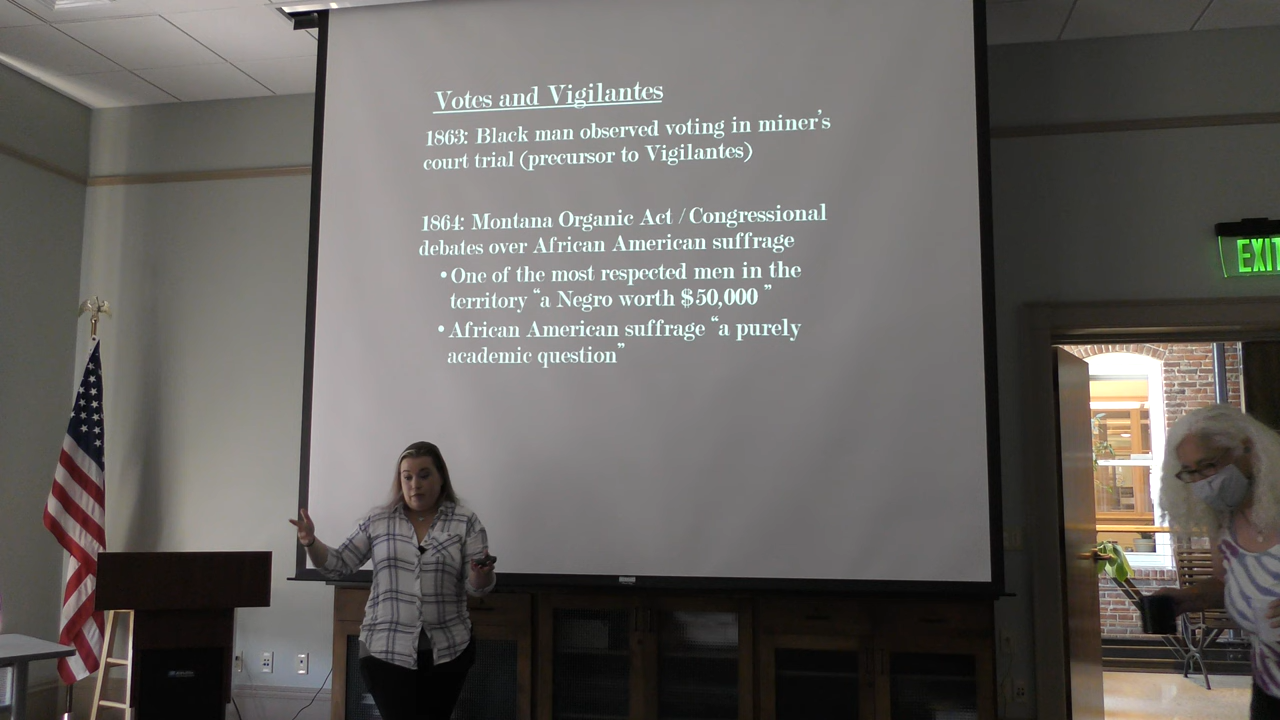 Votes and Vigilantes
1863: Black man observed voting in miner's
court trial (precursor to Vigilantes)
1864: Montana Organic Act / Congressional
debates over African American suffrage
• One of the most respected men in the
territory “a Negro worth $50,000 ”
• African American suffrage “a purely
academic question”
EXIT